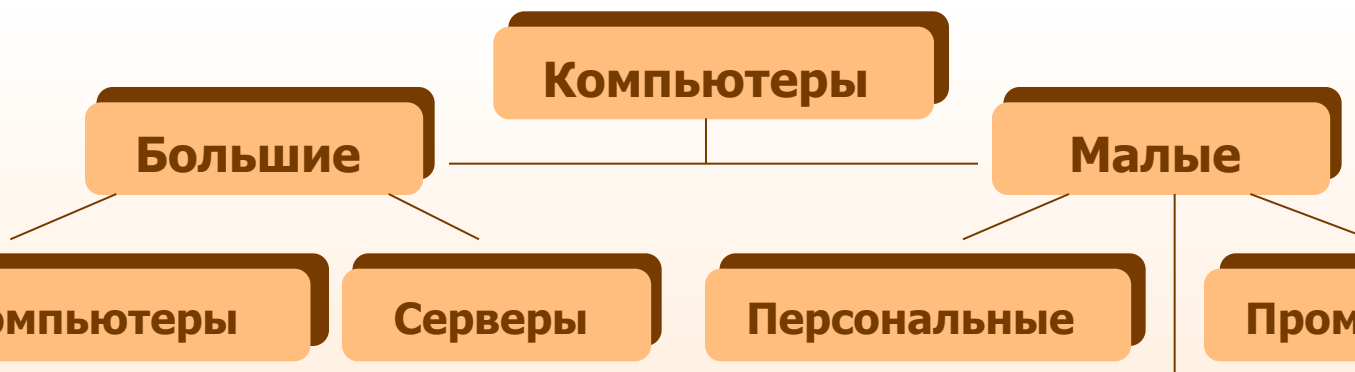 Компьютеры
Большие
Малые
омпьютеры
Серверы
Персональные
Пром